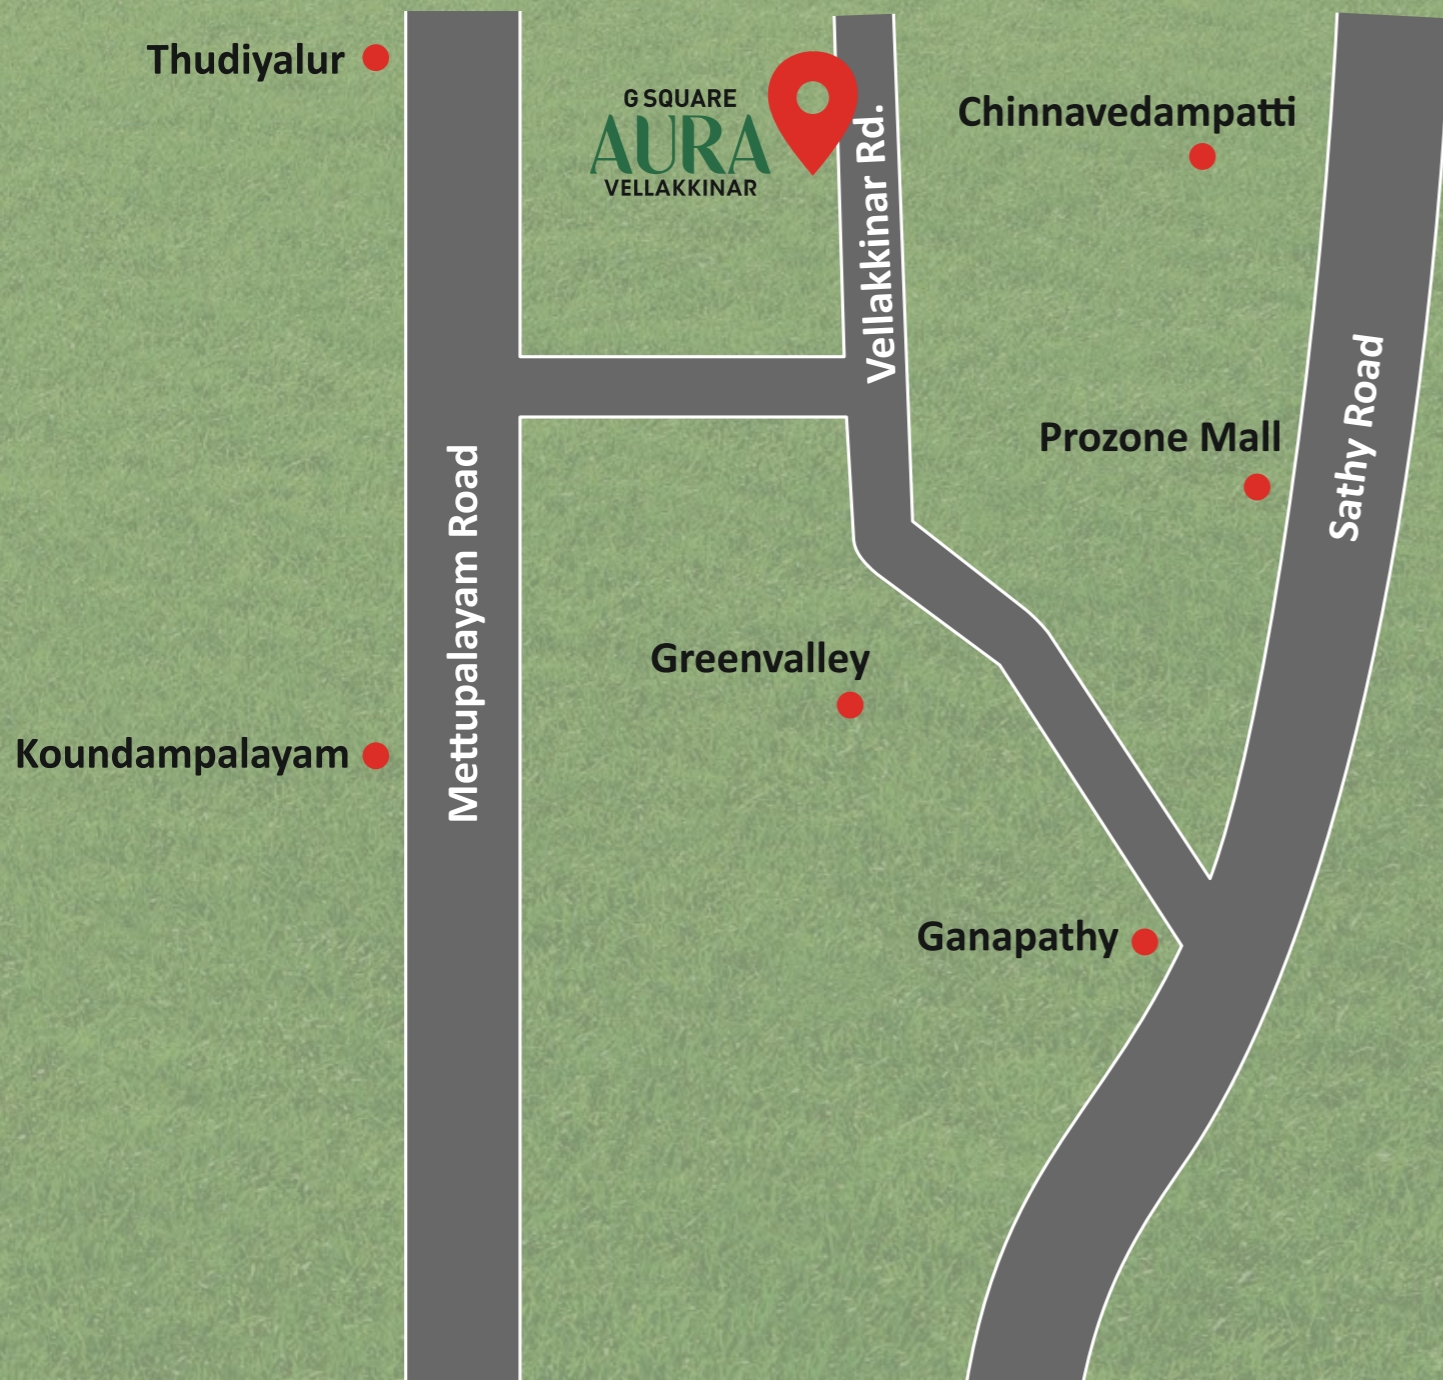 Thudiyalur
G SQUARE
AURA
VELLAKKINAR
Vellakkinar Rd.
Chinnavedampatti
Prozone Mall
Sathy Road
Mettupalayam Road
Greenvalley
Koundampalayam
Ganapathy